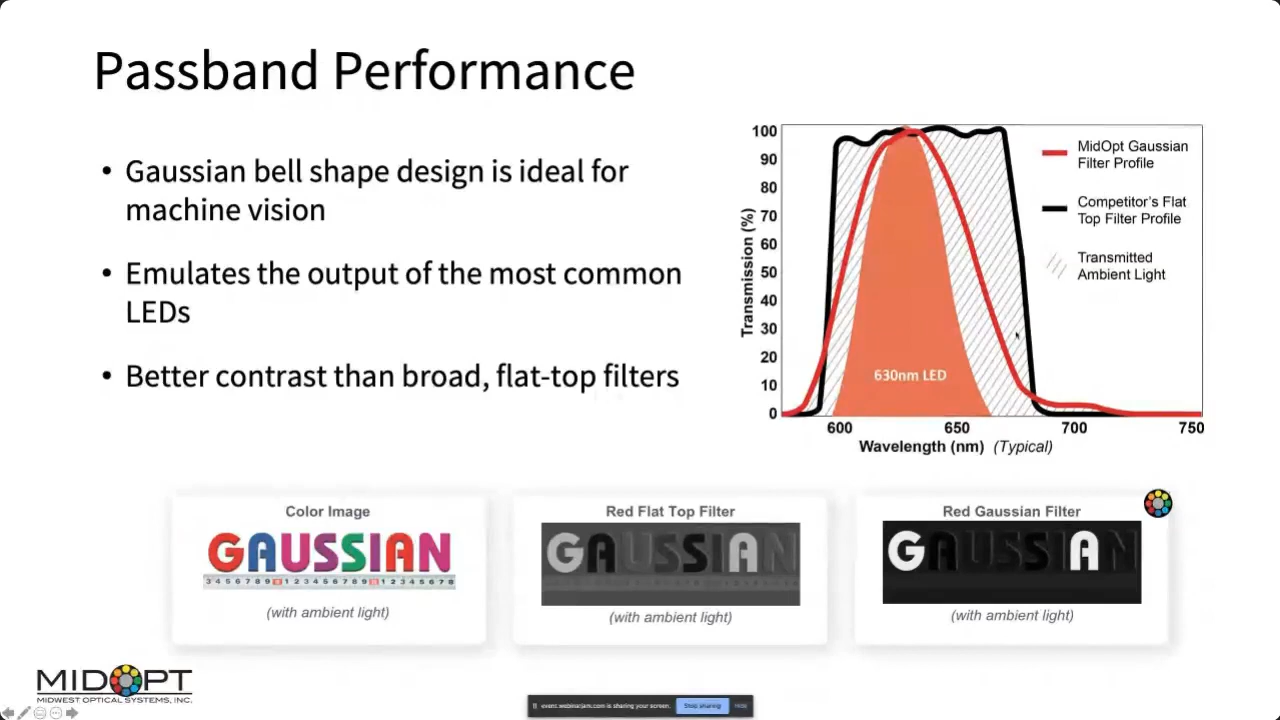 Passband Performance
• Gaussian bell shape design is ideal for
machine vision
• Emulates the output of the most common
LEDs
• Better contrast than broad, flat-top filters
Transmission (%)
100
90
80
70
60
50
40
30
20
10
0
600
650
700
750
Wavelength (nm) (Typical)
630nm LED
MidOpt Gaussian
Filter Profile
Competitor's Flat
Top Filter Profile
Transmitted
Ambient Light
Color Image
GAUSSIAN
(with ambient light)
Red Flat Top Filter
GAUSSIAN
(with ambient light)
Red Gaussian Filter
GAUSSIAN
(with ambient light)
MIDOPT
MIDWEST OPTICAL SYSTEMS, INC.
event.webinarjam.com is sharing your screen.
Stop sharing
Hide